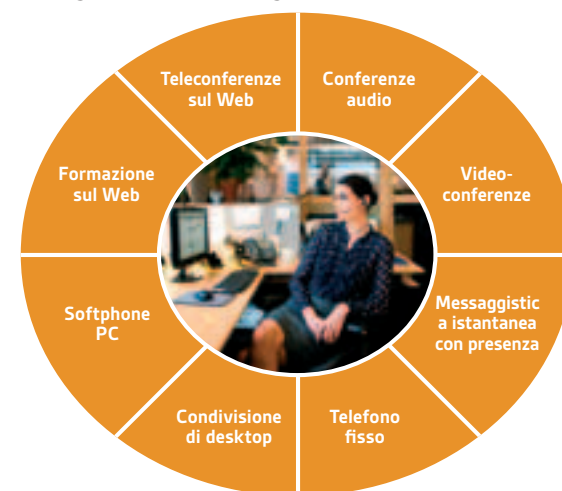 Teleconferenze
sul Web
Conferenze
audio
Formazione
sul Web
Video-
conferenze
Softphone
PC
Messaggistic
a istantanea
con presenza
Condivisione
di desktop
Telefono
fisso